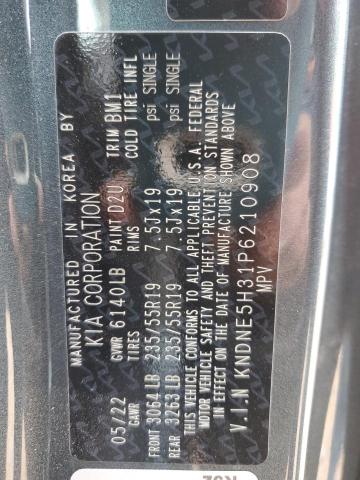 MANUFACTURED IN KOREA BY
KIA CORPORATION
05/22 GVWR 6140LB PAINT D2U TRIM BM1
GAWR TIRES RIMS COLD TIRE INFL
FRONT 3064LB 235/55R19 7.5Jx19 psi SINGLE
REAR 3263LB 235/55R19 7.5Jx19 psi SINGLE
THIS VEHICLE CONFORMS TO ALL APPLICABLE U.S.A. FEDERAL
MOTOR VEHICLE SAFETY AND THEFT PREVENTION STANDARDS
IN EFFECT ON THE DATE OF MANUFACTURE SHOWN ABOVE
V.I.N KNDNE5H31P6210908
MPV